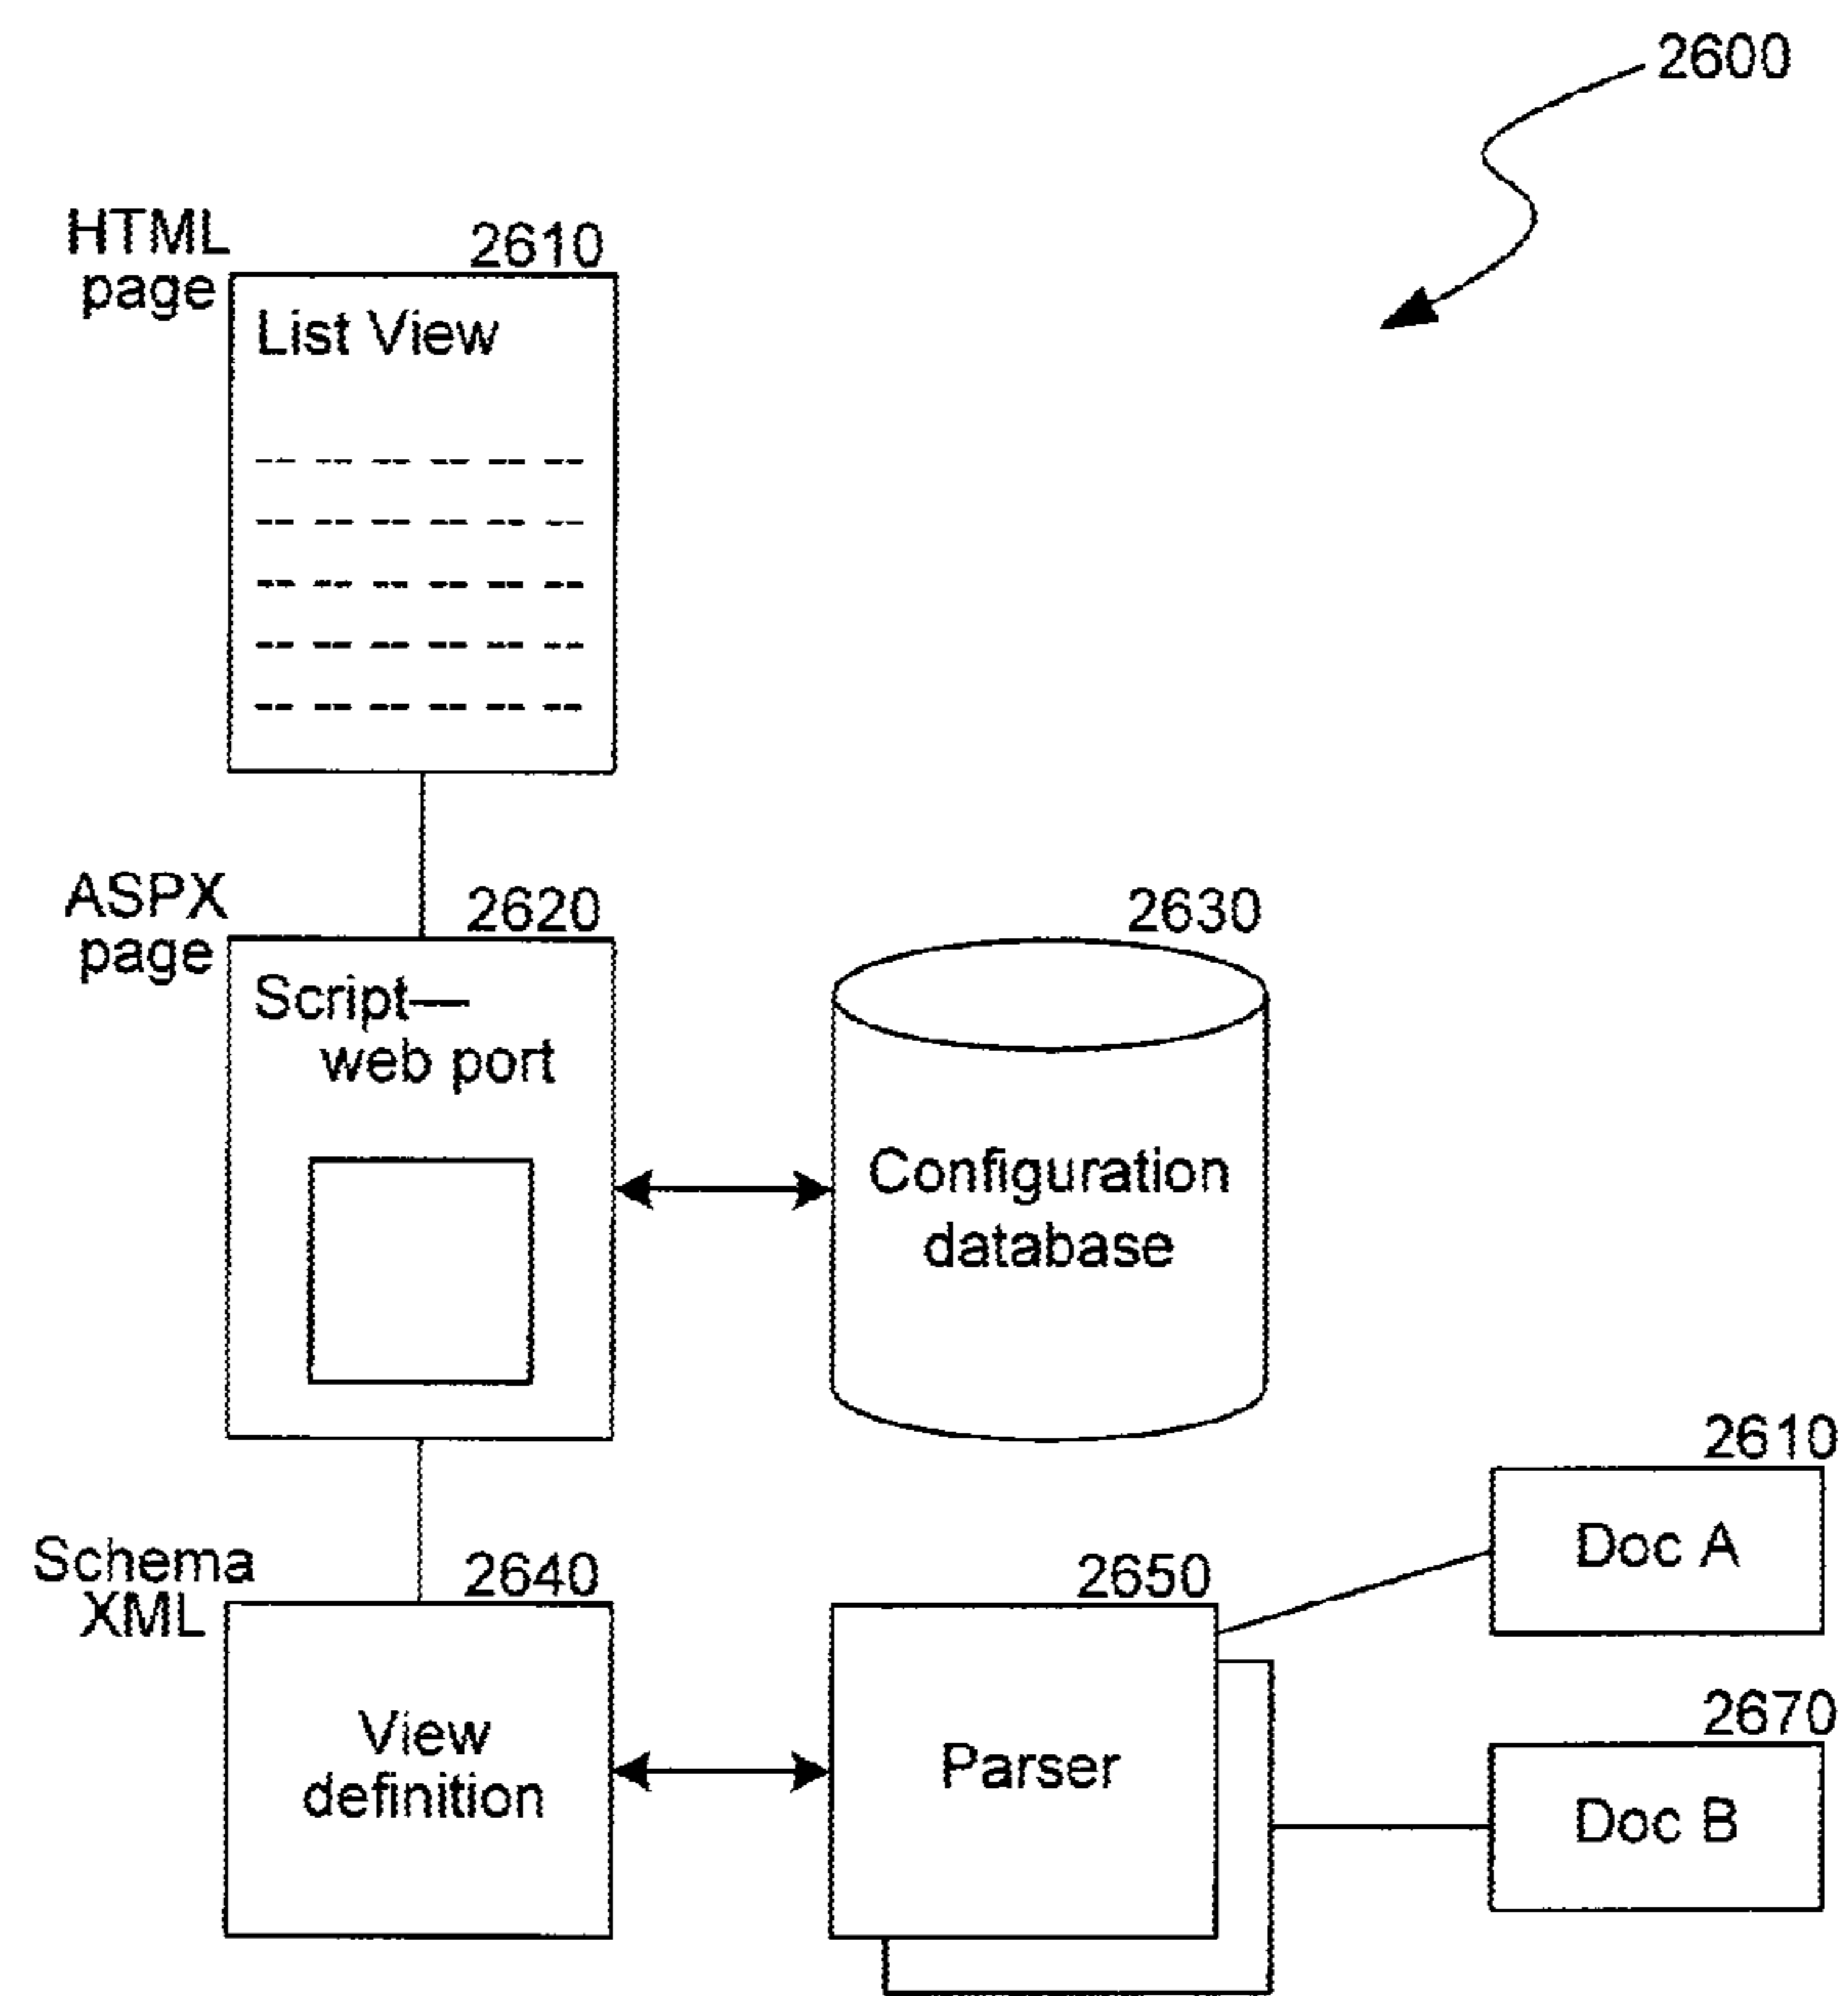 2600
HTML
page
2610
List View
ASPX
page
2620
Script—
web port
2630
Configuration
database
2610
Doc A
Schema
XML
2640
View
definition
2650
Parser
2670
Doc B